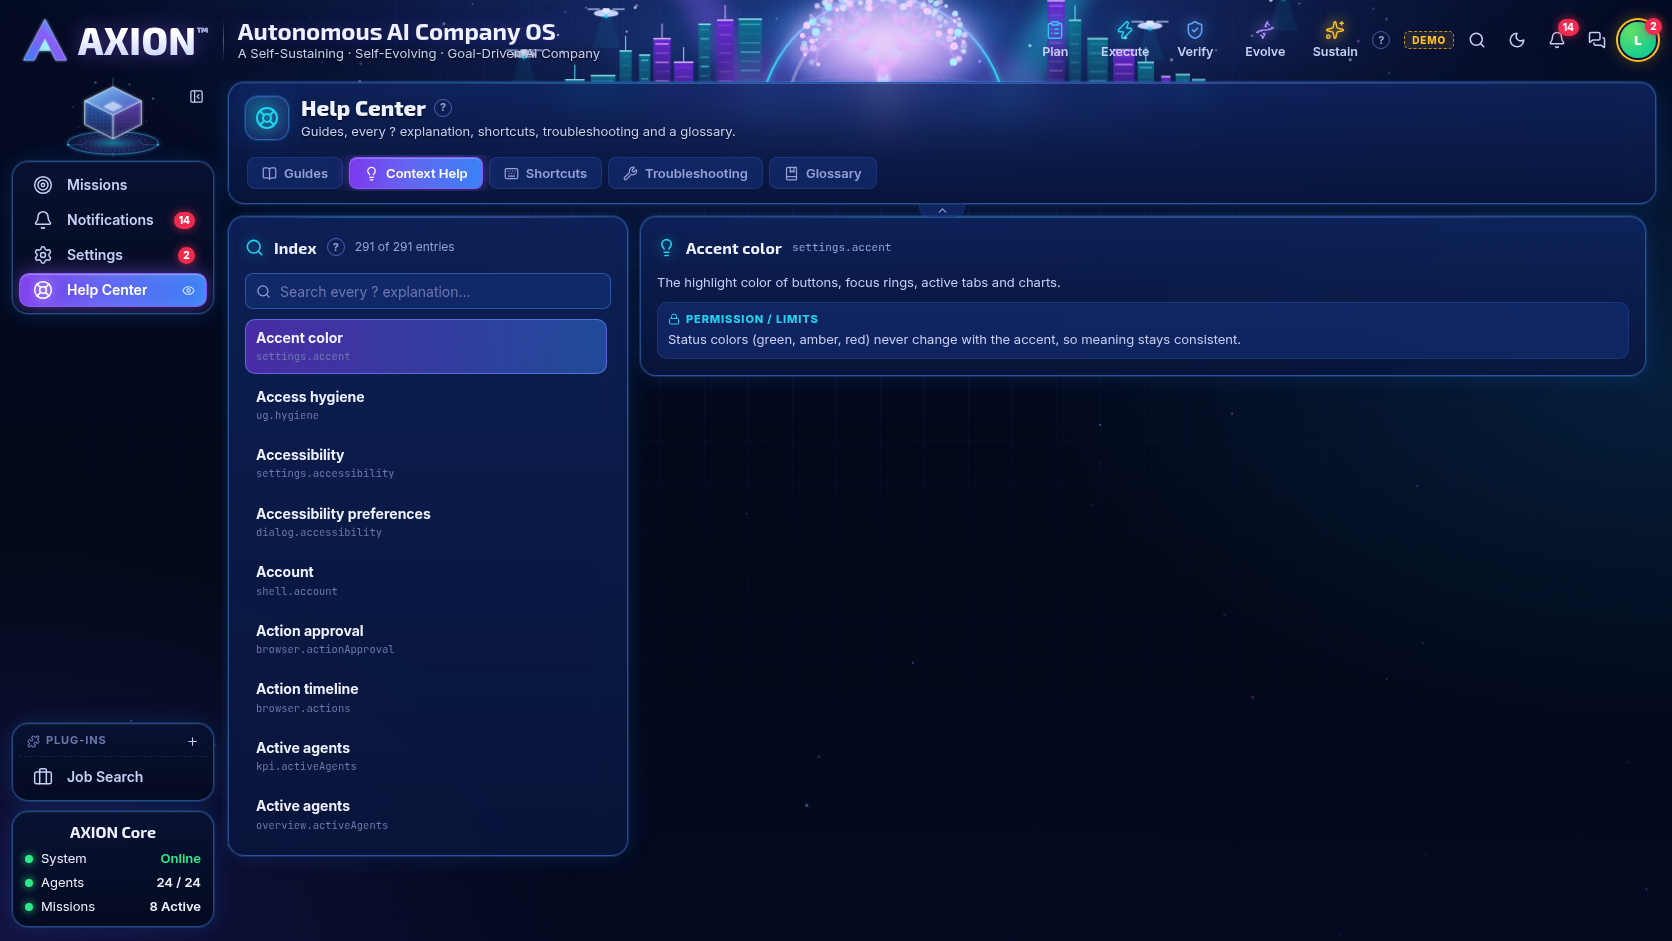 AXION™
Autonomous AI Company OS
A Self-Sustaining · Self-Evolving · Goal-Driven AI Company
Plan
Execute
Verify
Evolve
Sustain
?
DEMO
14
L
2
Missions
Notifications
14
Settings
2
Help Center
PLUG-INS
+
Job Search
AXION Core
System
Online
Agents
24 / 24
Missions
8 Active
Help Center ?
Guides, every ? explanation, shortcuts, troubleshooting and a glossary.
Guides
Context Help
Shortcuts
Troubleshooting
Glossary
Index ? 291 of 291 entries
Search every ? explanation...
Accent color
settings.accent
Access hygiene
ug.hygiene
Accessibility
settings.accessibility
Accessibility preferences
dialog.accessibility
Account
shell.account
Action approval
browser.actionApproval
Action timeline
browser.actions
Active agents
kpi.activeAgents
Active agents
overview.activeAgents
Accent color settings.accent
The highlight color of buttons, focus rings, active tabs and charts.
PERMISSION / LIMITS
Status colors (green, amber, red) never change with the accent, so meaning stays consistent.